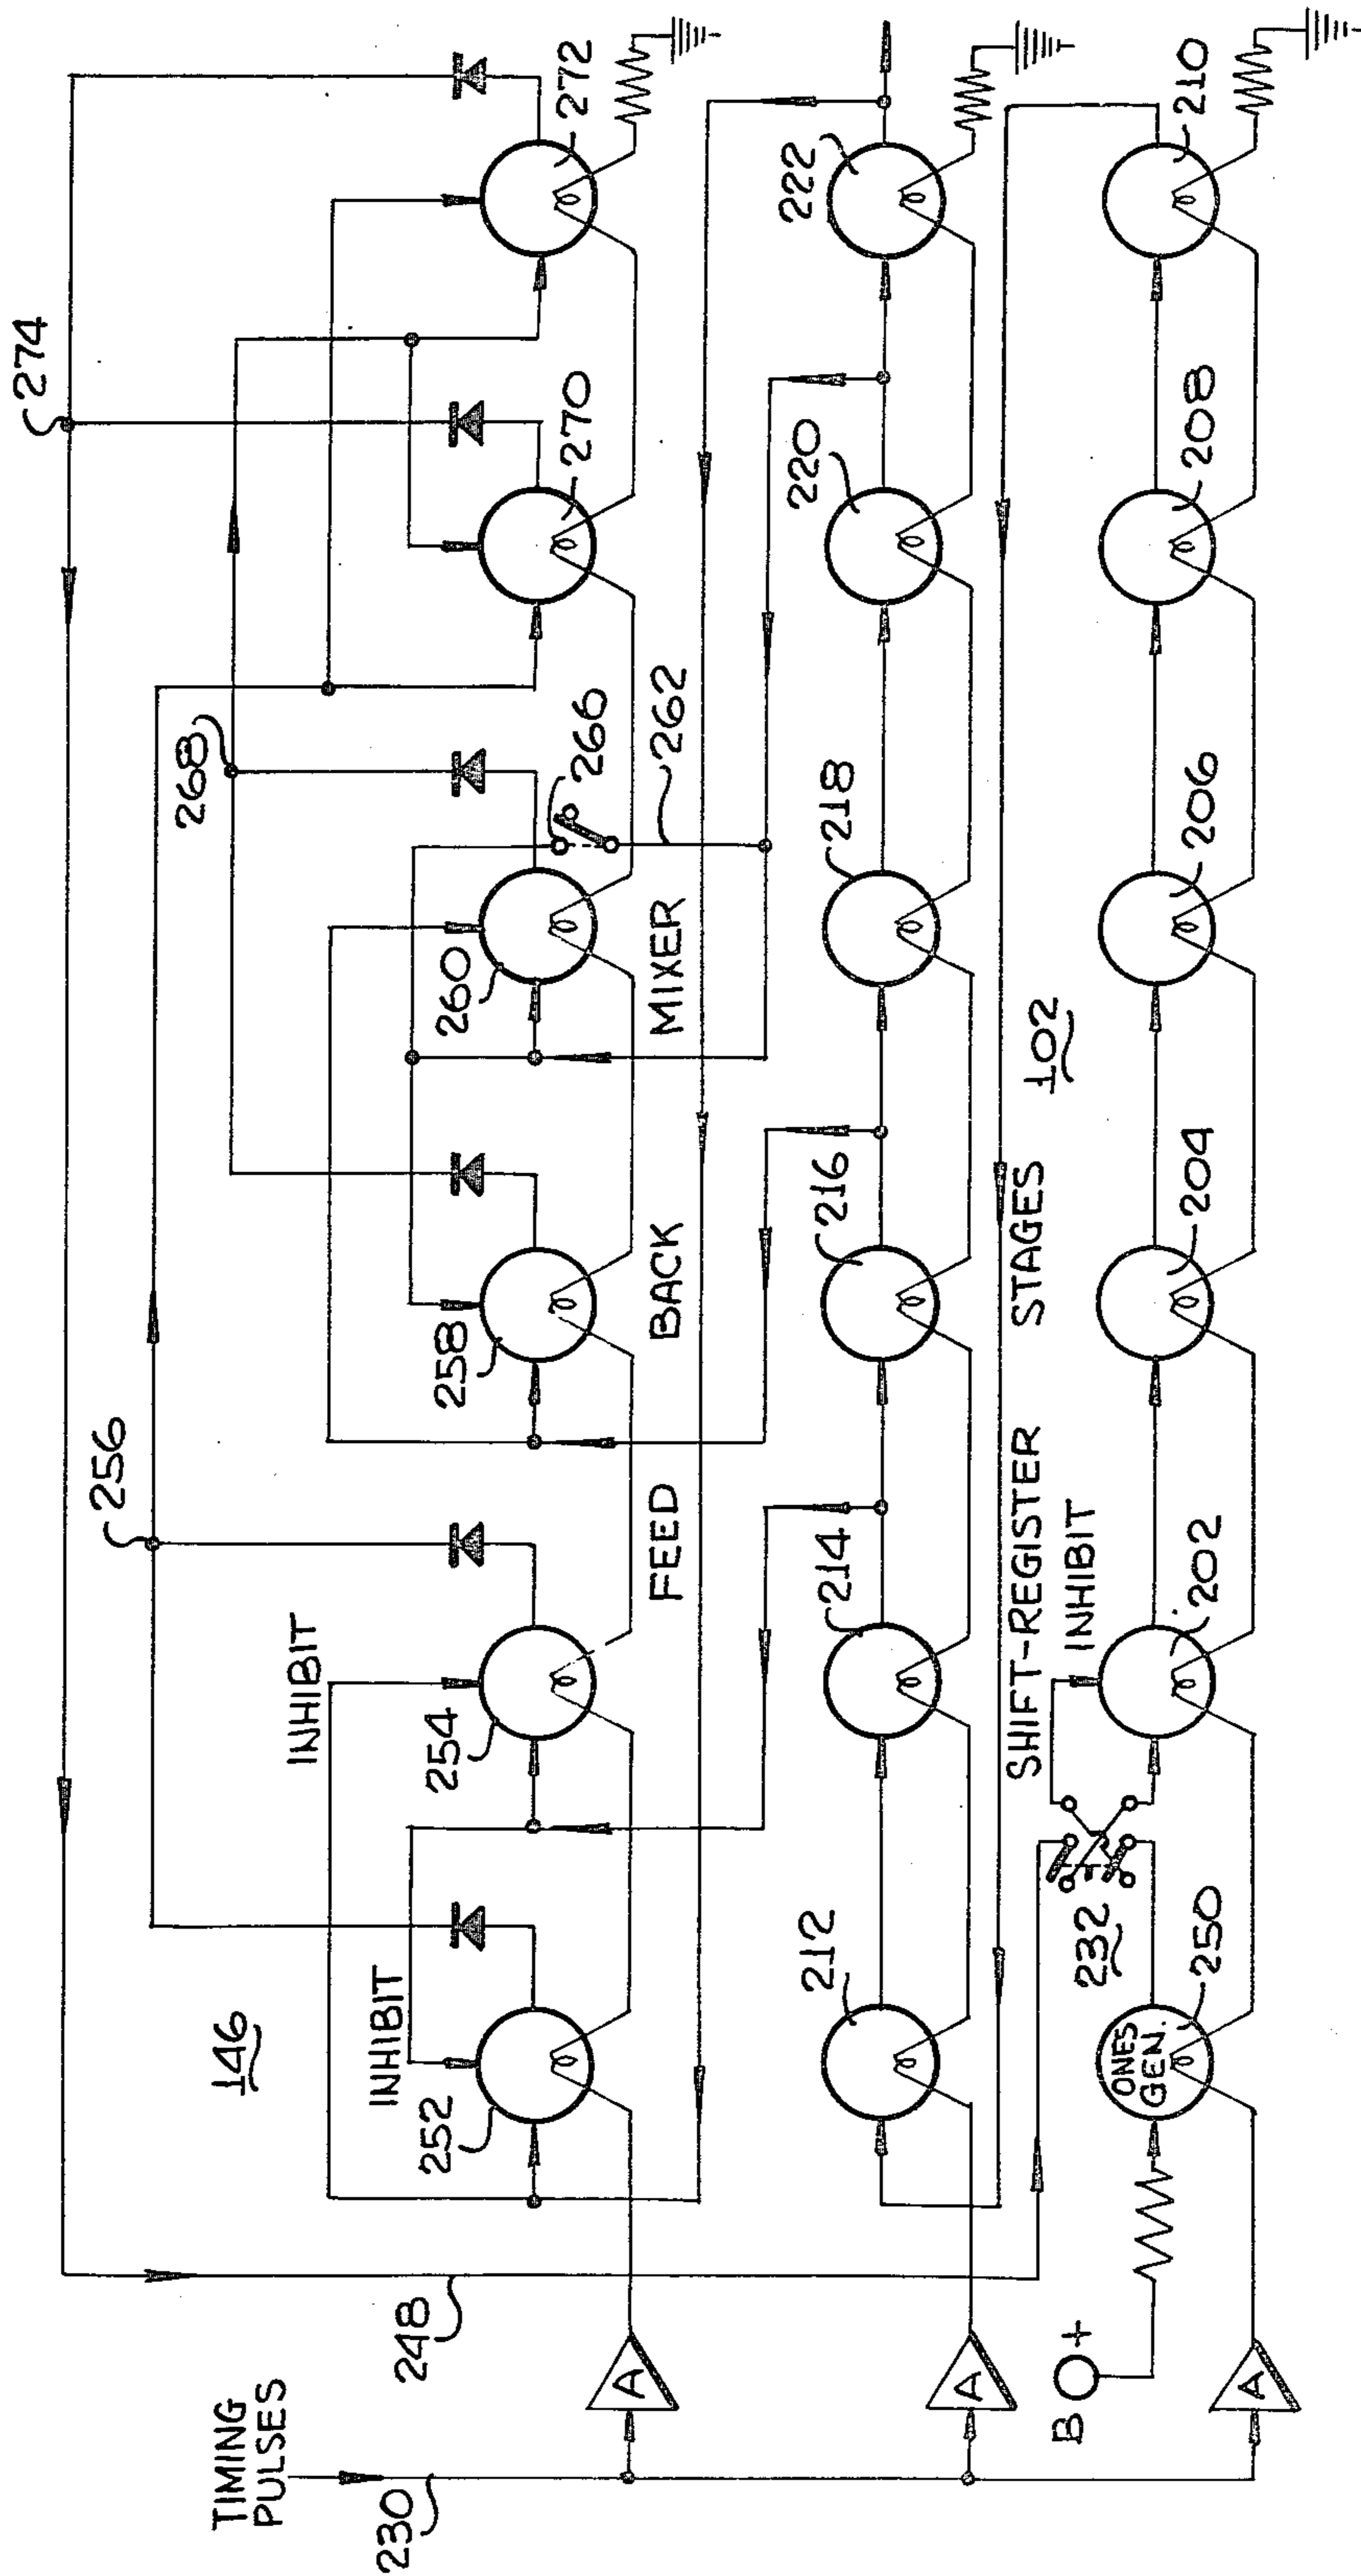 TIMING
PULSES
230
248
146
INHIBIT
252
INHIBIT
254
256
258
260
268
266
262
270
274
272
FEED BACK MIXER
212
214
216
218
220
222
SHIFT-REGISTER STAGES 102
INHIBIT
B+
232
ONES
GEN.
250
202
204
206
208
210
A
A
A